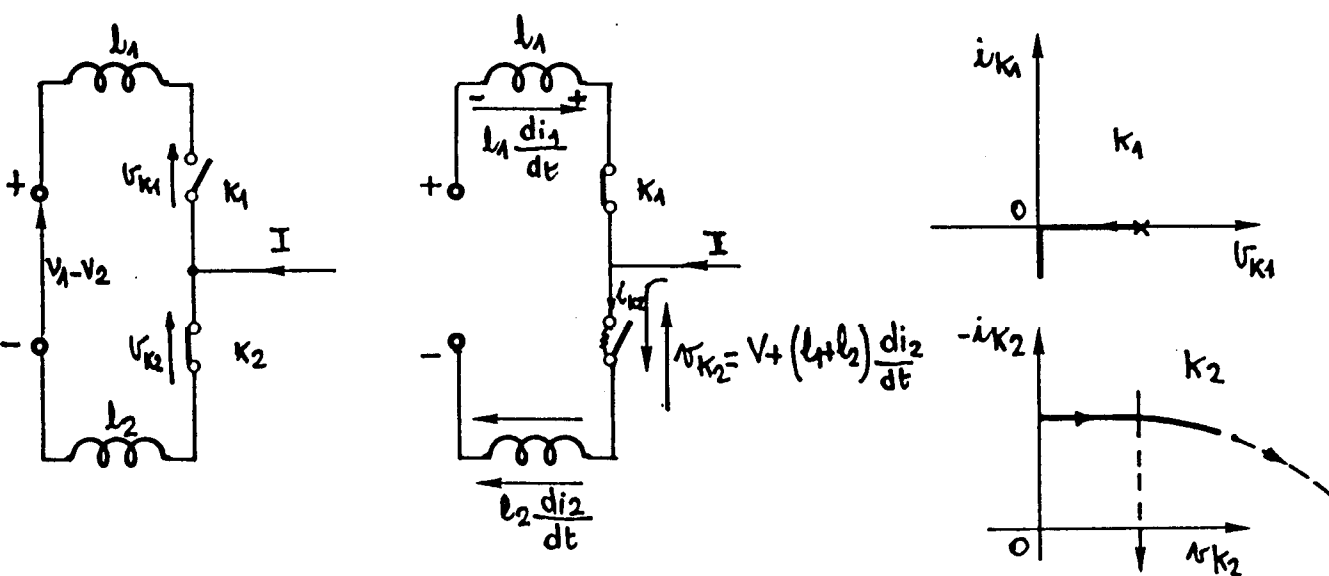 l1
+
vK1
K1
I
V1-V2
-
vK2
K2
l2
l1
- +
l1 di1/dt
+
K1
I
iK2
-
vK2 = V + (l1+l2) di2/dt
l2 di2/dt
iK1
K1
0
vK1
-iK2
K2
0
vK2